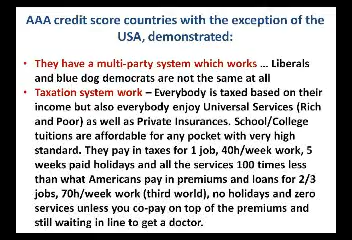 AAA credit score countries with the exception of the
USA, demonstrated:
• They have a multi-party system which works ... Liberals
and blue dog democrats are not the same at all
• Taxation system work – Everybody is taxed based on their
income but also everybody enjoy Universal Services (Rich
and Poor) as well as Private Insurances. School/College
tuitions are affordable for any pocket with very high
standard. They pay in taxes for 1 job, 40h/week work, 5
weeks paid holidays and all the services 100 times less
than what Americans pay in premiums and loans for 2/3
jobs, 70h/week work (third world), no holidays and zero
services unless you co-pay on top of the premiums and
still waiting in line to get a doctor.